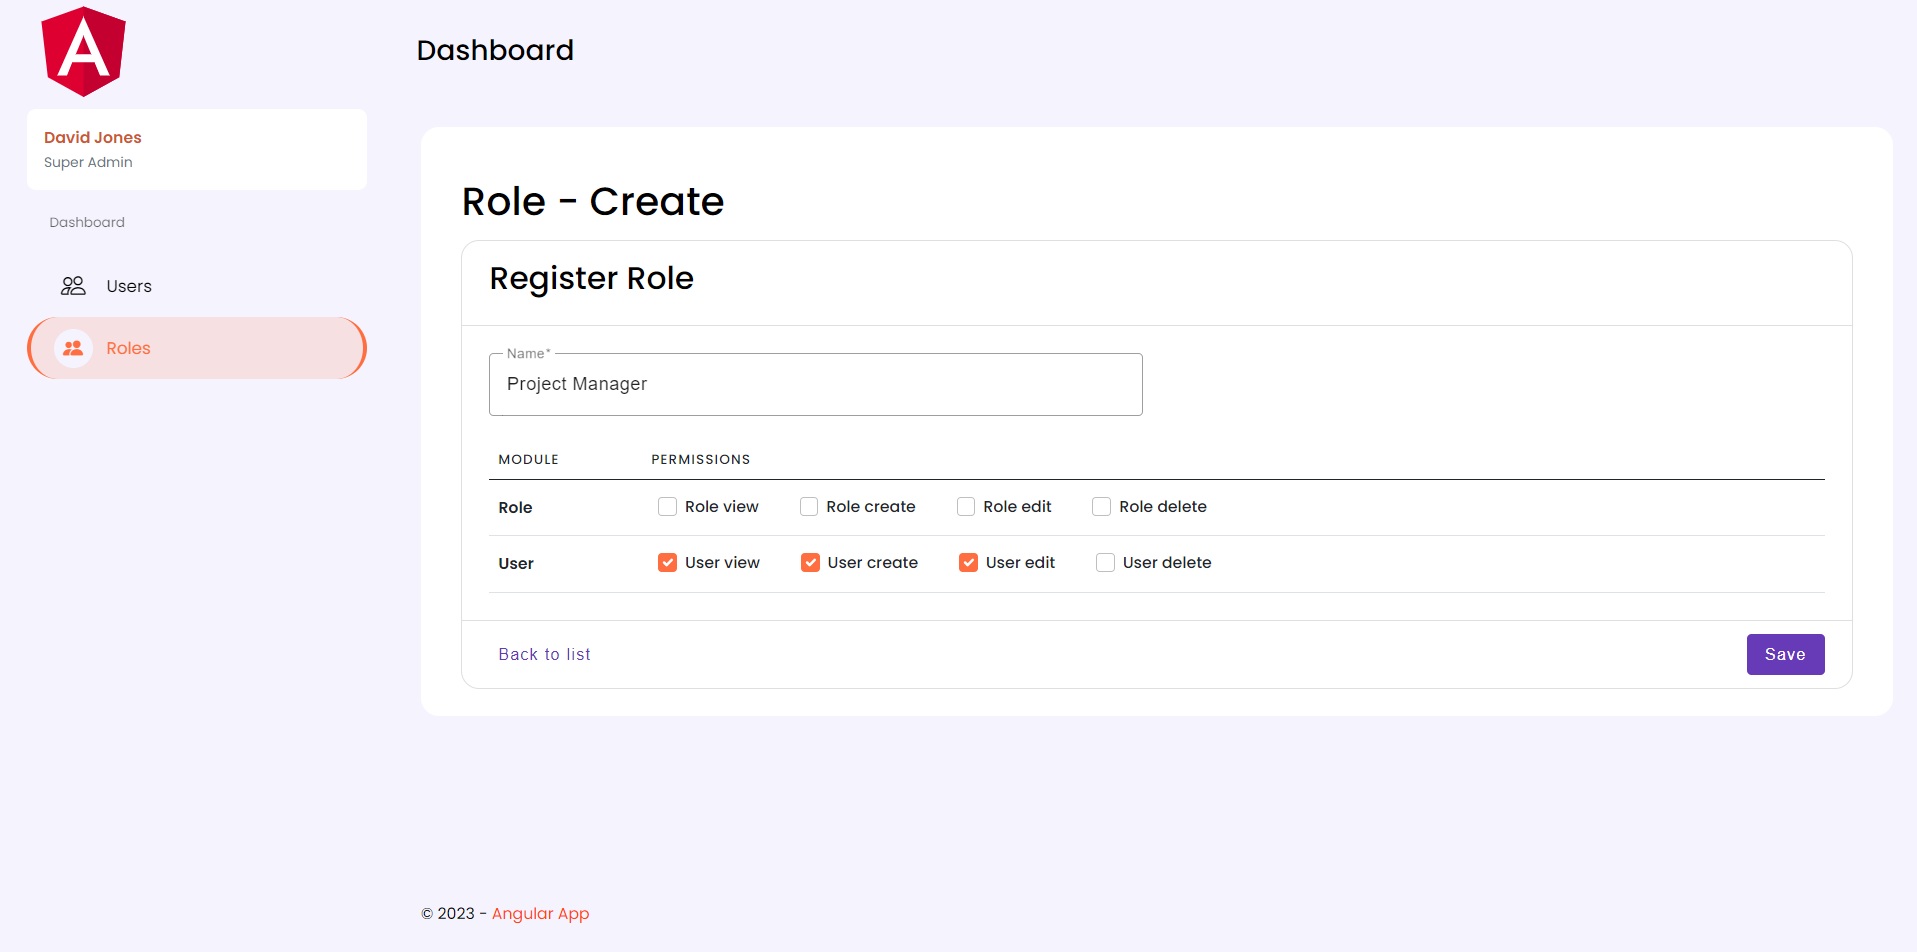 A
Dashboard
David Jones
Super Admin
Dashboard
Users
Roles
Role - Create
Register Role
Name*
Project Manager
MODULE PERMISSIONS
Role Role view Role create Role edit Role delete
User User view User create User edit User delete
Back to list Save
© 2023 - Angular App